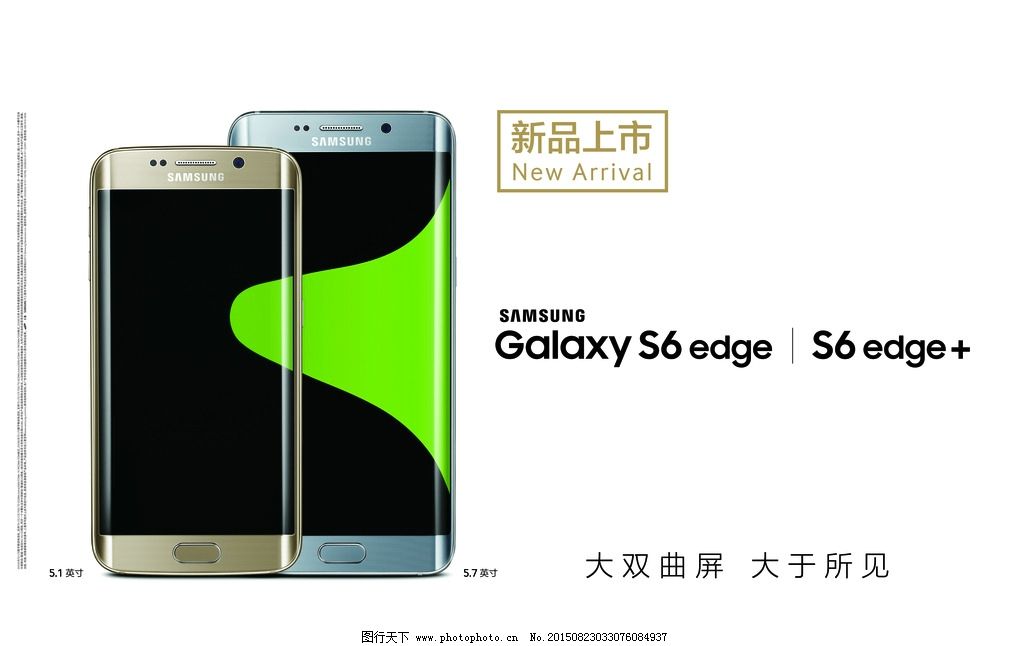 SAMSUNG
SAMSUNG
新品上市
New Arrival
SAMSUNG
Galaxy S6 edge | S6 edge+
5.1 英寸
5.7 英寸
大双曲屏 大于所见
图行天下 www.photophoto.cn No.20150823033076084937